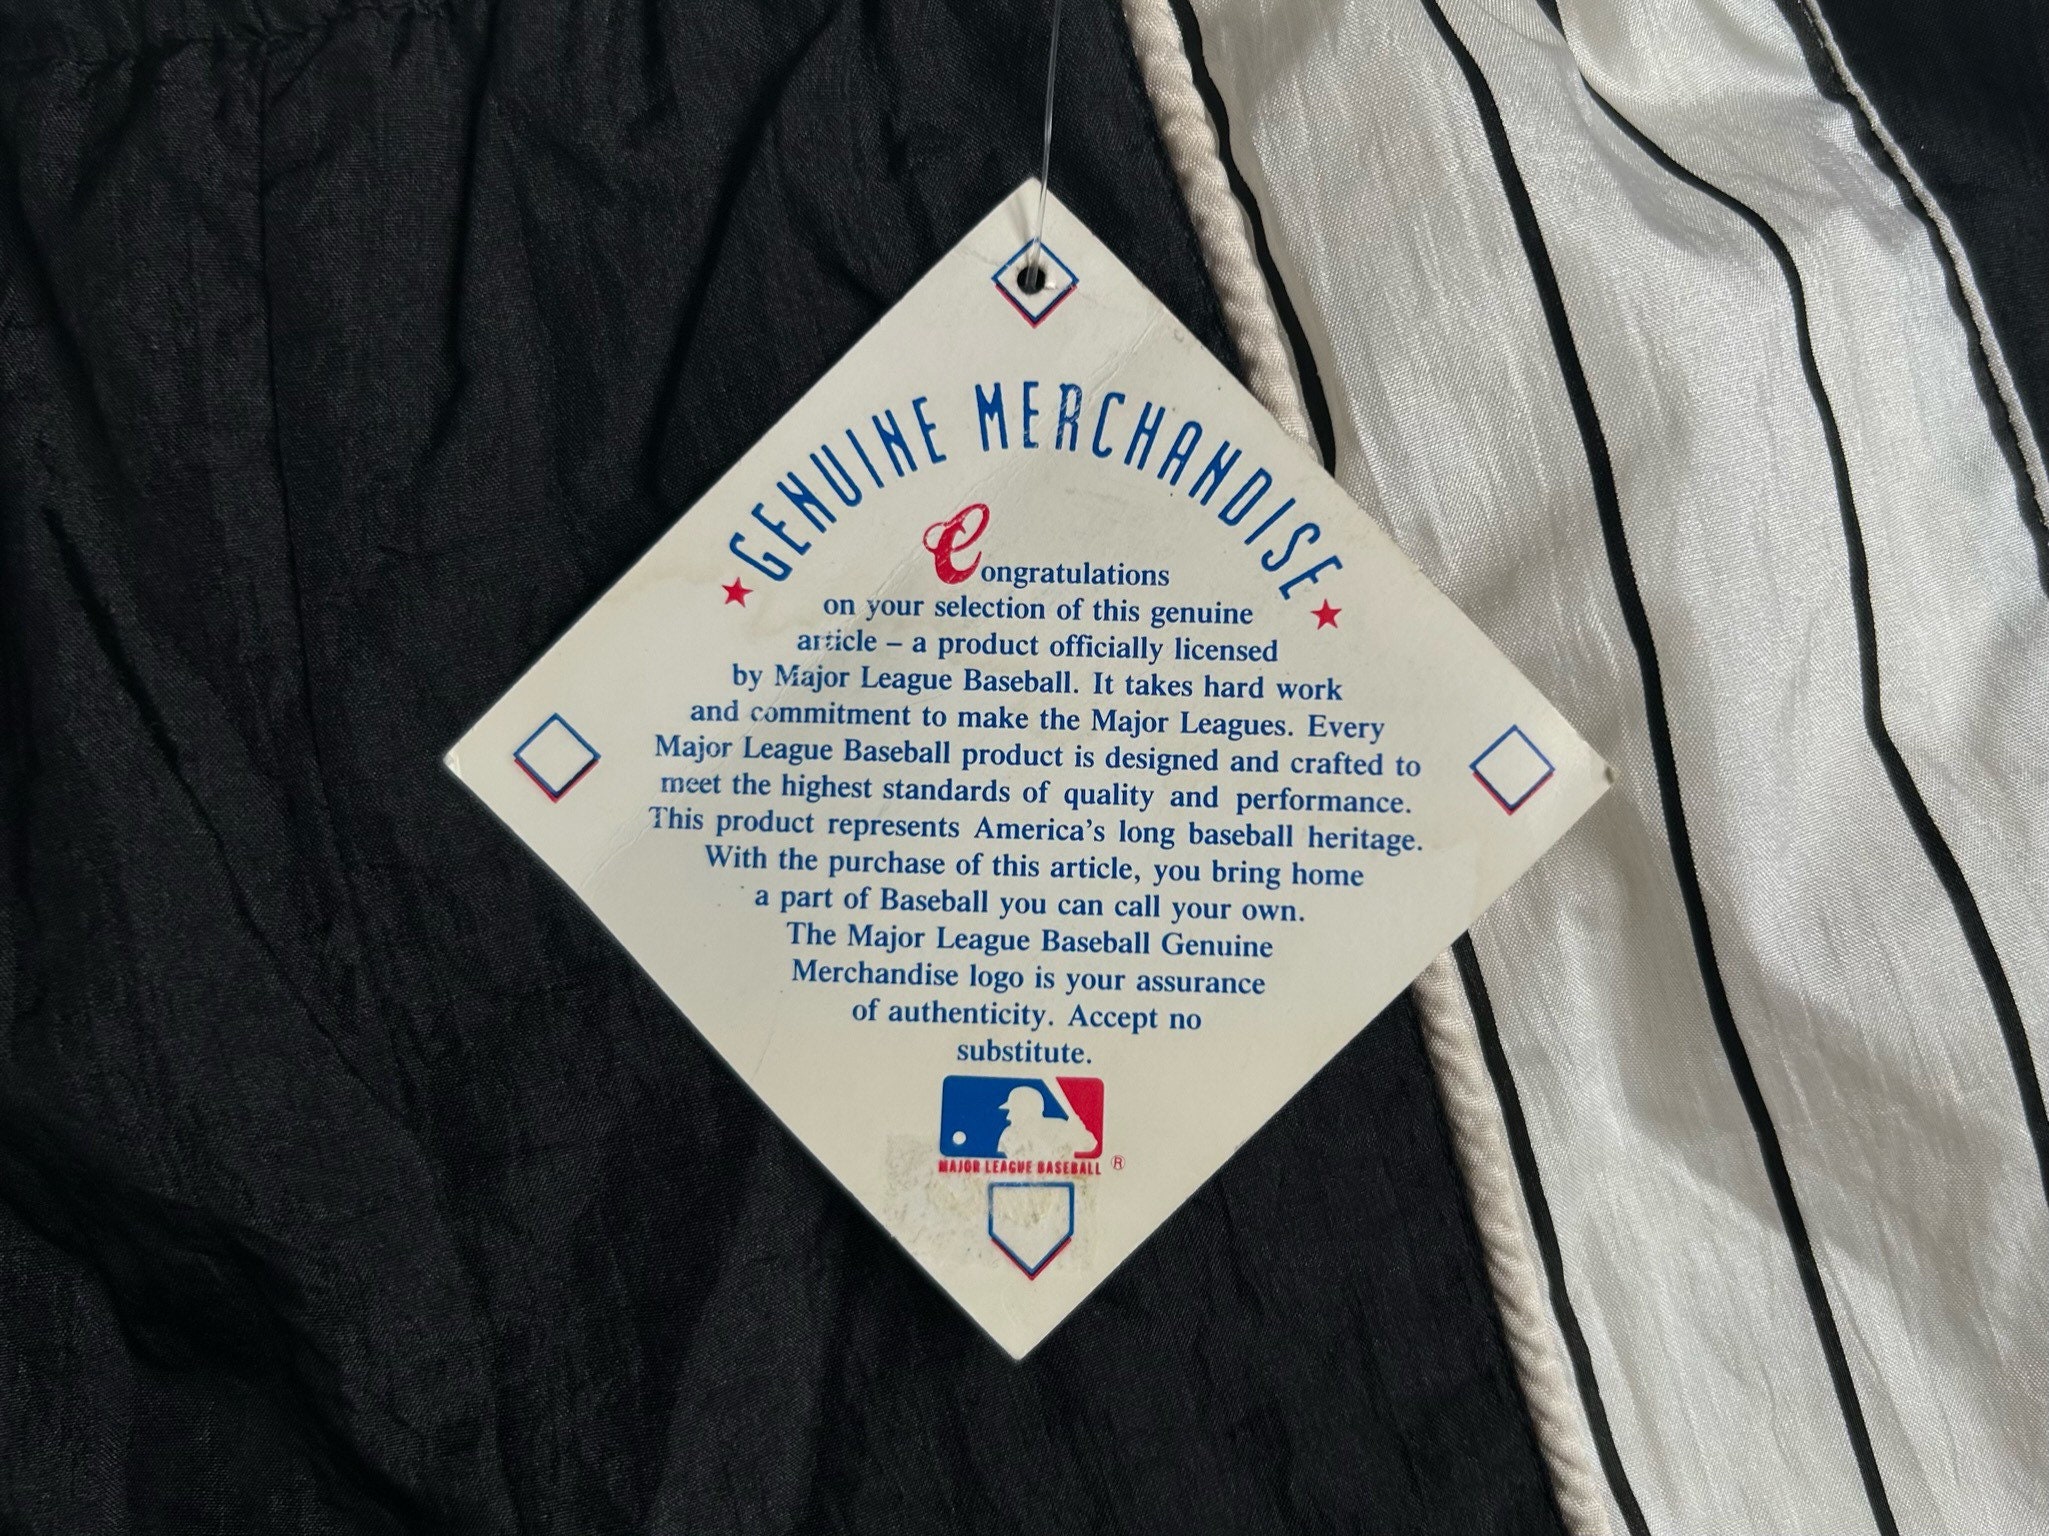 GENUINE MERCHANDISE
Congratulations
on your selection of this genuine
article – a product officially licensed
by Major League Baseball. It takes hard work
and commitment to make the Major Leagues. Every
Major League Baseball product is designed and crafted to
meet the highest standards of quality and performance.
This product represents America's long baseball heritage.
With the purchase of this article, you bring home
a part of Baseball you can call your own.
The Major League Baseball Genuine
Merchandise logo is your assurance
of authenticity. Accept no
substitute.
MAJOR LEAGUE BASEBALL ®